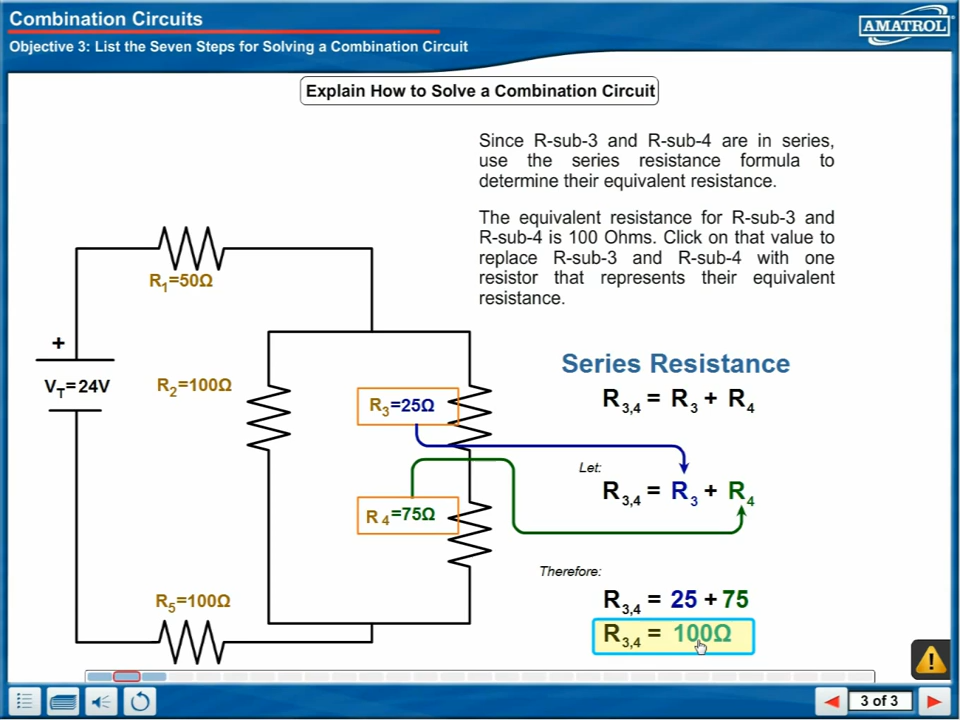 Combination Circuits
Objective 3: List the Seven Steps for Solving a Combination Circuit
AMATROL
Explain How to Solve a Combination Circuit
Since R-sub-3 and R-sub-4 are in series,
use the series resistance formula to
determine their equivalent resistance.
The equivalent resistance for R-sub-3 and
R-sub-4 is 100 Ohms. Click on that value to
replace R-sub-3 and R-sub-4 with one
resistor that represents their equivalent
resistance.
R₁=50Ω
+
V_T=24V
R₂=100Ω
R₃=25Ω
R₄=75Ω
R₅=100Ω
Series Resistance
R₃,₄ = R₃ + R₄
Let:
R₃,₄ = R₃ + R₄
Therefore:
R₃,₄ = 25 + 75
R₃,₄ = 100Ω
3 of 3